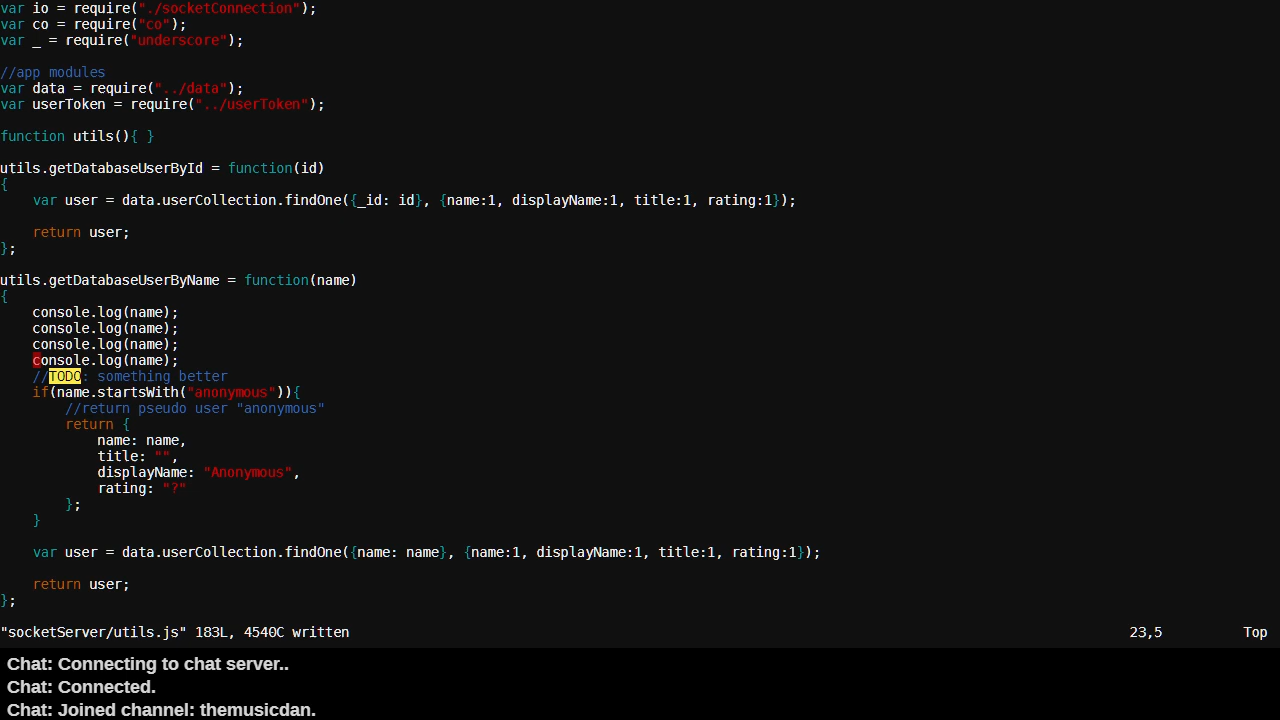 var io = require("./socketConnection");
var co = require("co");
var _ = require("underscore");
//app modules
var data = require("../data");
var userToken = require("../userToken");
function utils(){ }
utils.getDatabaseUserById = function(id)
{
    var user = data.userCollection.findOne({_id: id}, {name:1, displayName:1, title:1, rating:1});
    return user;
};
utils.getDatabaseUserByName = function(name)
{
    console.log(name);
    console.log(name);
    console.log(name);
    console.log(name);
    //TODO: something better
    if(name.startsWith("anonymous")){
        //return pseudo user "anonymous"
        return {
            name: name,
            title: "",
            displayName: "Anonymous",
            rating: "?"
        };
    }
    var user = data.userCollection.findOne({name: name}, {name:1, displayName:1, title:1, rating:1});
    return user;
};
"socketServer/utils.js" 183L, 4540C written 23,5 Top
Chat: Connecting to chat server..
Chat: Connected.
Chat: Joined channel: themusicdan.